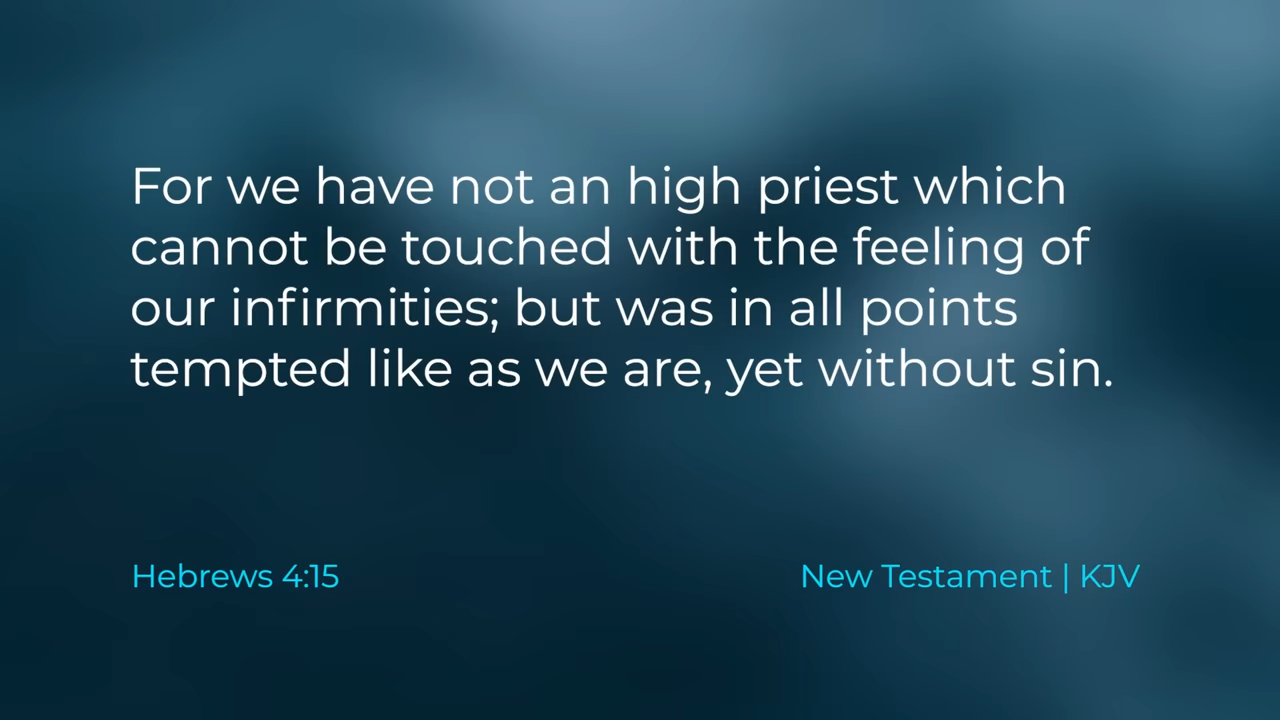 For we have not an high priest which
cannot be touched with the feeling of
our infirmities; but was in all points
tempted like as we are, yet without sin.
Hebrews 4:15
New Testament | KJV